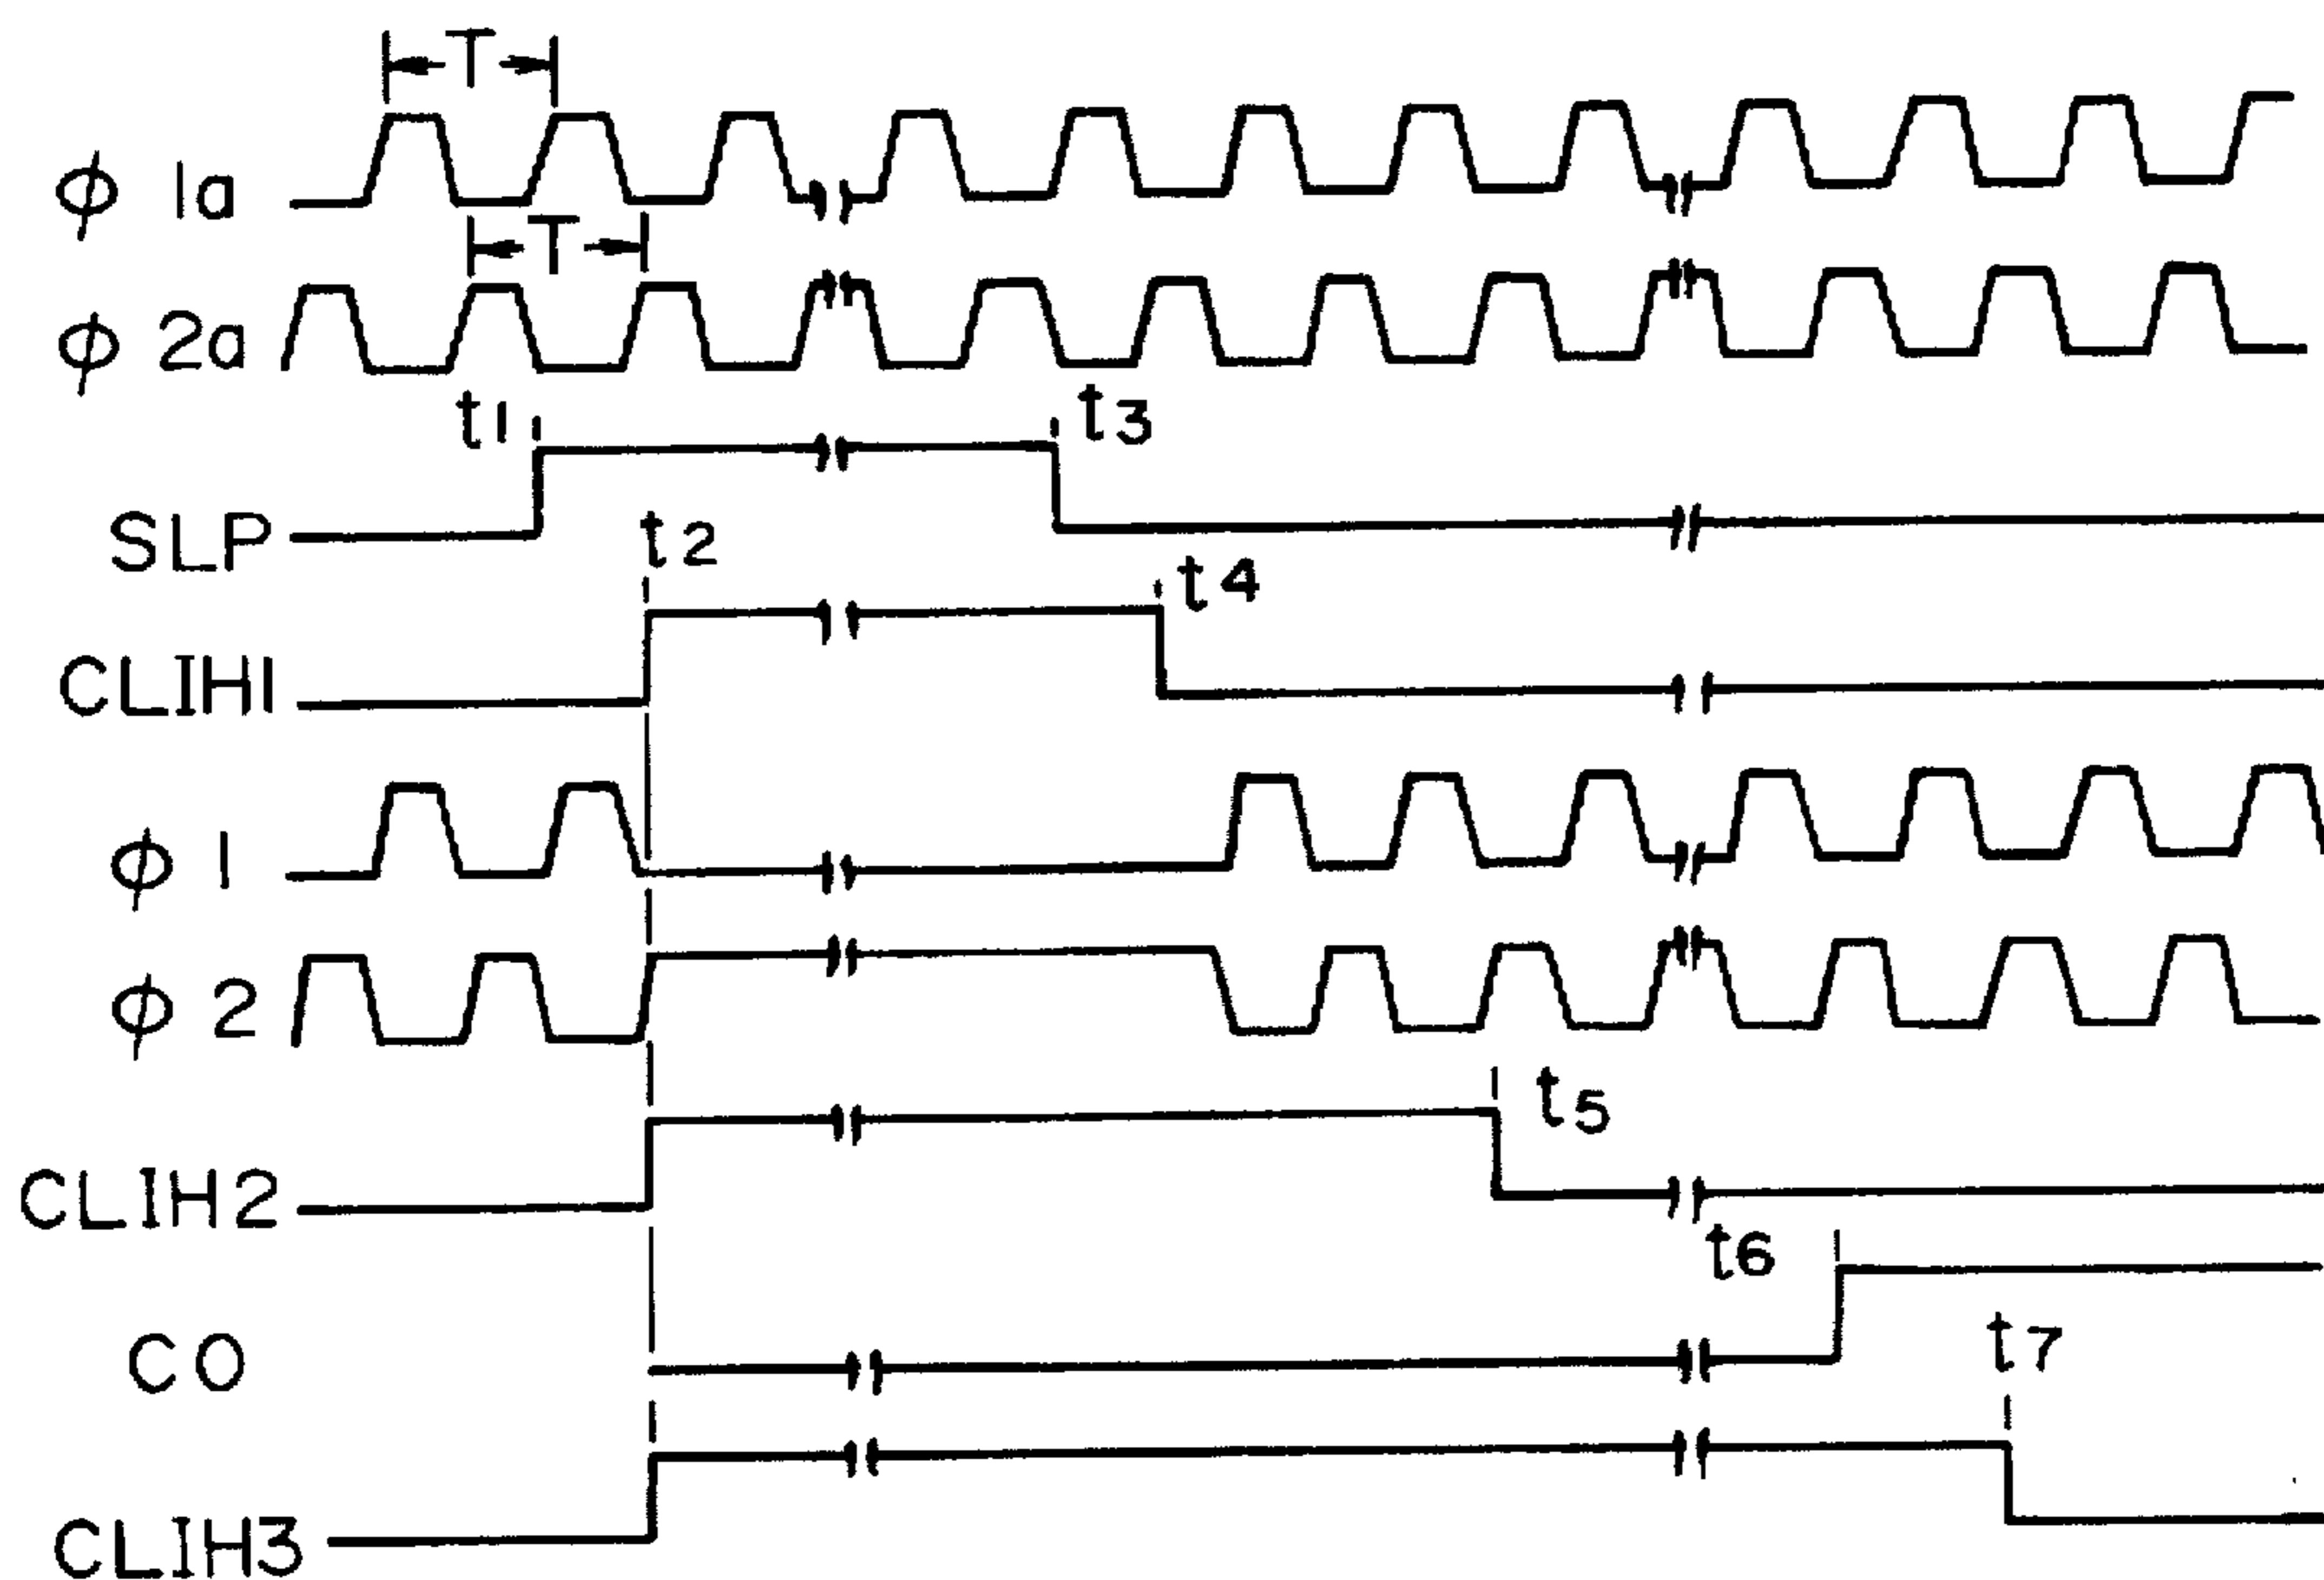 T
ϕ 1a
T
ϕ 2a
t1
t3
SLP
t2
t4
CLIH1
ϕ 1
ϕ 2
t5
CLIH2
t6
CO
t7
CLIH3